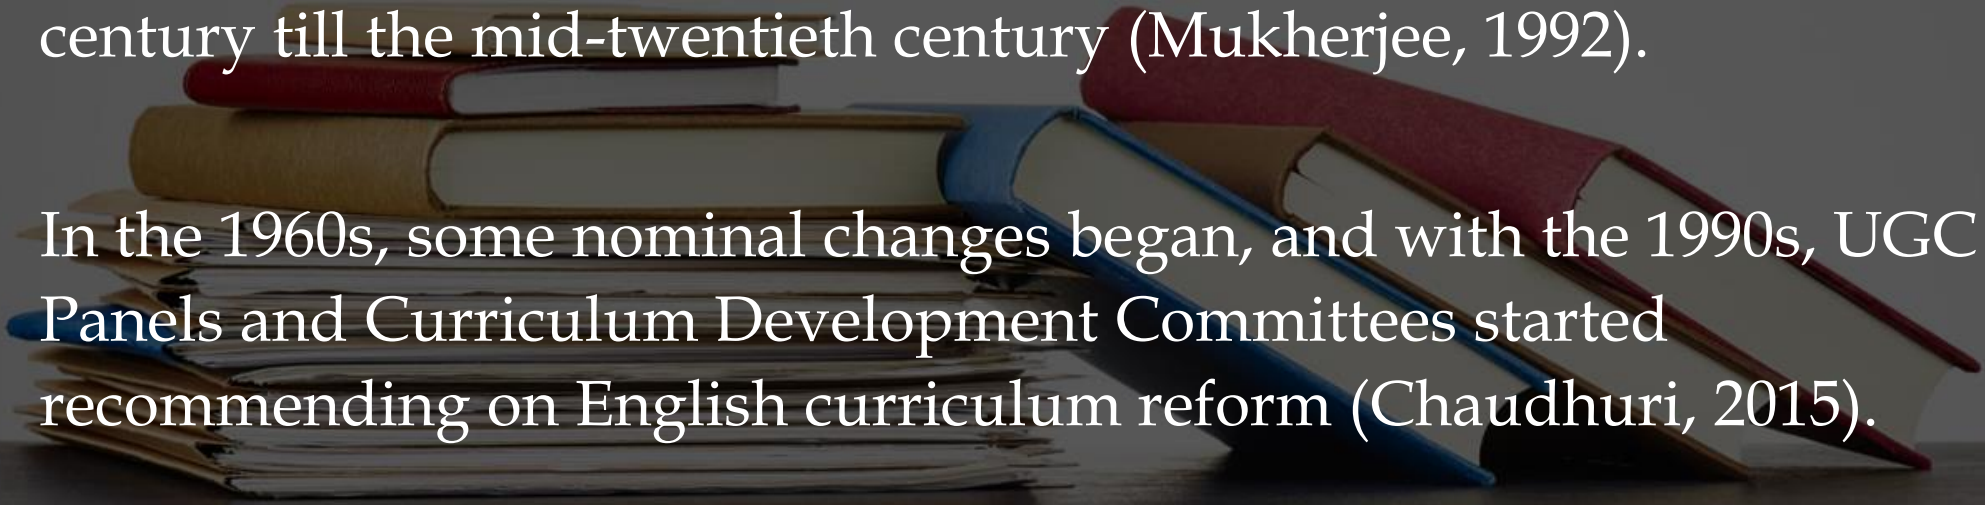 century till the mid-twentieth century (Mukherjee, 1992).
In the 1960s, some nominal changes began, and with the 1990s, UGC
Panels and Curriculum Development Committees started
recommending on English curriculum reform (Chaudhuri, 2015).